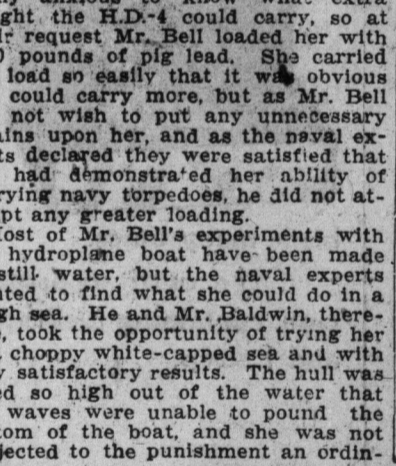 ght the H.D.-4 could carry, so at
ir request Mr. Bell loaded her with
0 pounds of pig lead. She carried
load so easily that it was obvious
could carry more, but as Mr. Bell
not wish to put any unnecessary
ains upon her, and as the naval ex-
ts declared they were satisfied that
had demonstrated her ability of
rying navy torpedoes, he did not at-
pt any greater loading.
ost of Mr. Bell's experiments with
hydroplane boat have been made
still water, but the naval experts
nted to find what she could do in a
gh sea. He and Mr. Baldwin, there-
, took the opportunity of trying her
choppy white-capped sea and with
y satisfactory results. The hull was
ed so high out of the water that
waves were unable to pound the
tom of the boat, and she was not
jected to the punishment an ordin-